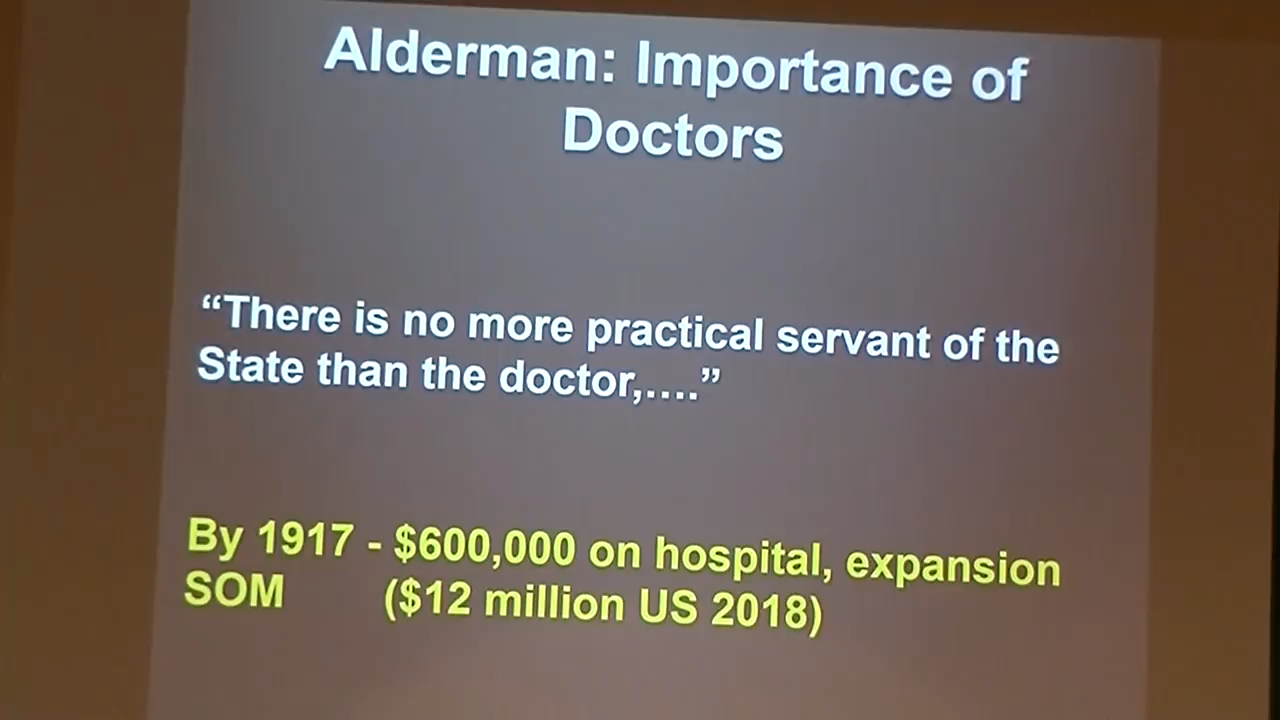 Alderman: Importance of
Doctors
“There is no more practical servant of the
State than the doctor,....”
By 1917 - $600,000 on hospital, expansion
SOM ($12 million US 2018)